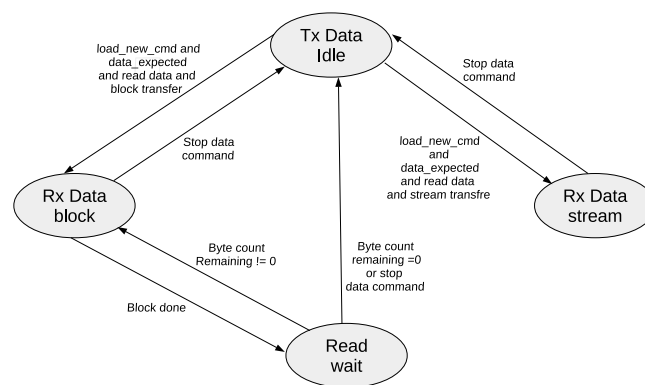 Tx Data
Idle
load_new_cmd and
data_expected
and read data and
block transfer
Stop data
command
Stop data
command
load_new_cmd
and
data_expected
and read data
and stream transfre
Rx Data
block
Rx Data
stream
Byte count
Remaining != 0
Byte count
remaining =0
or stop
data command
Block done
Read
wait